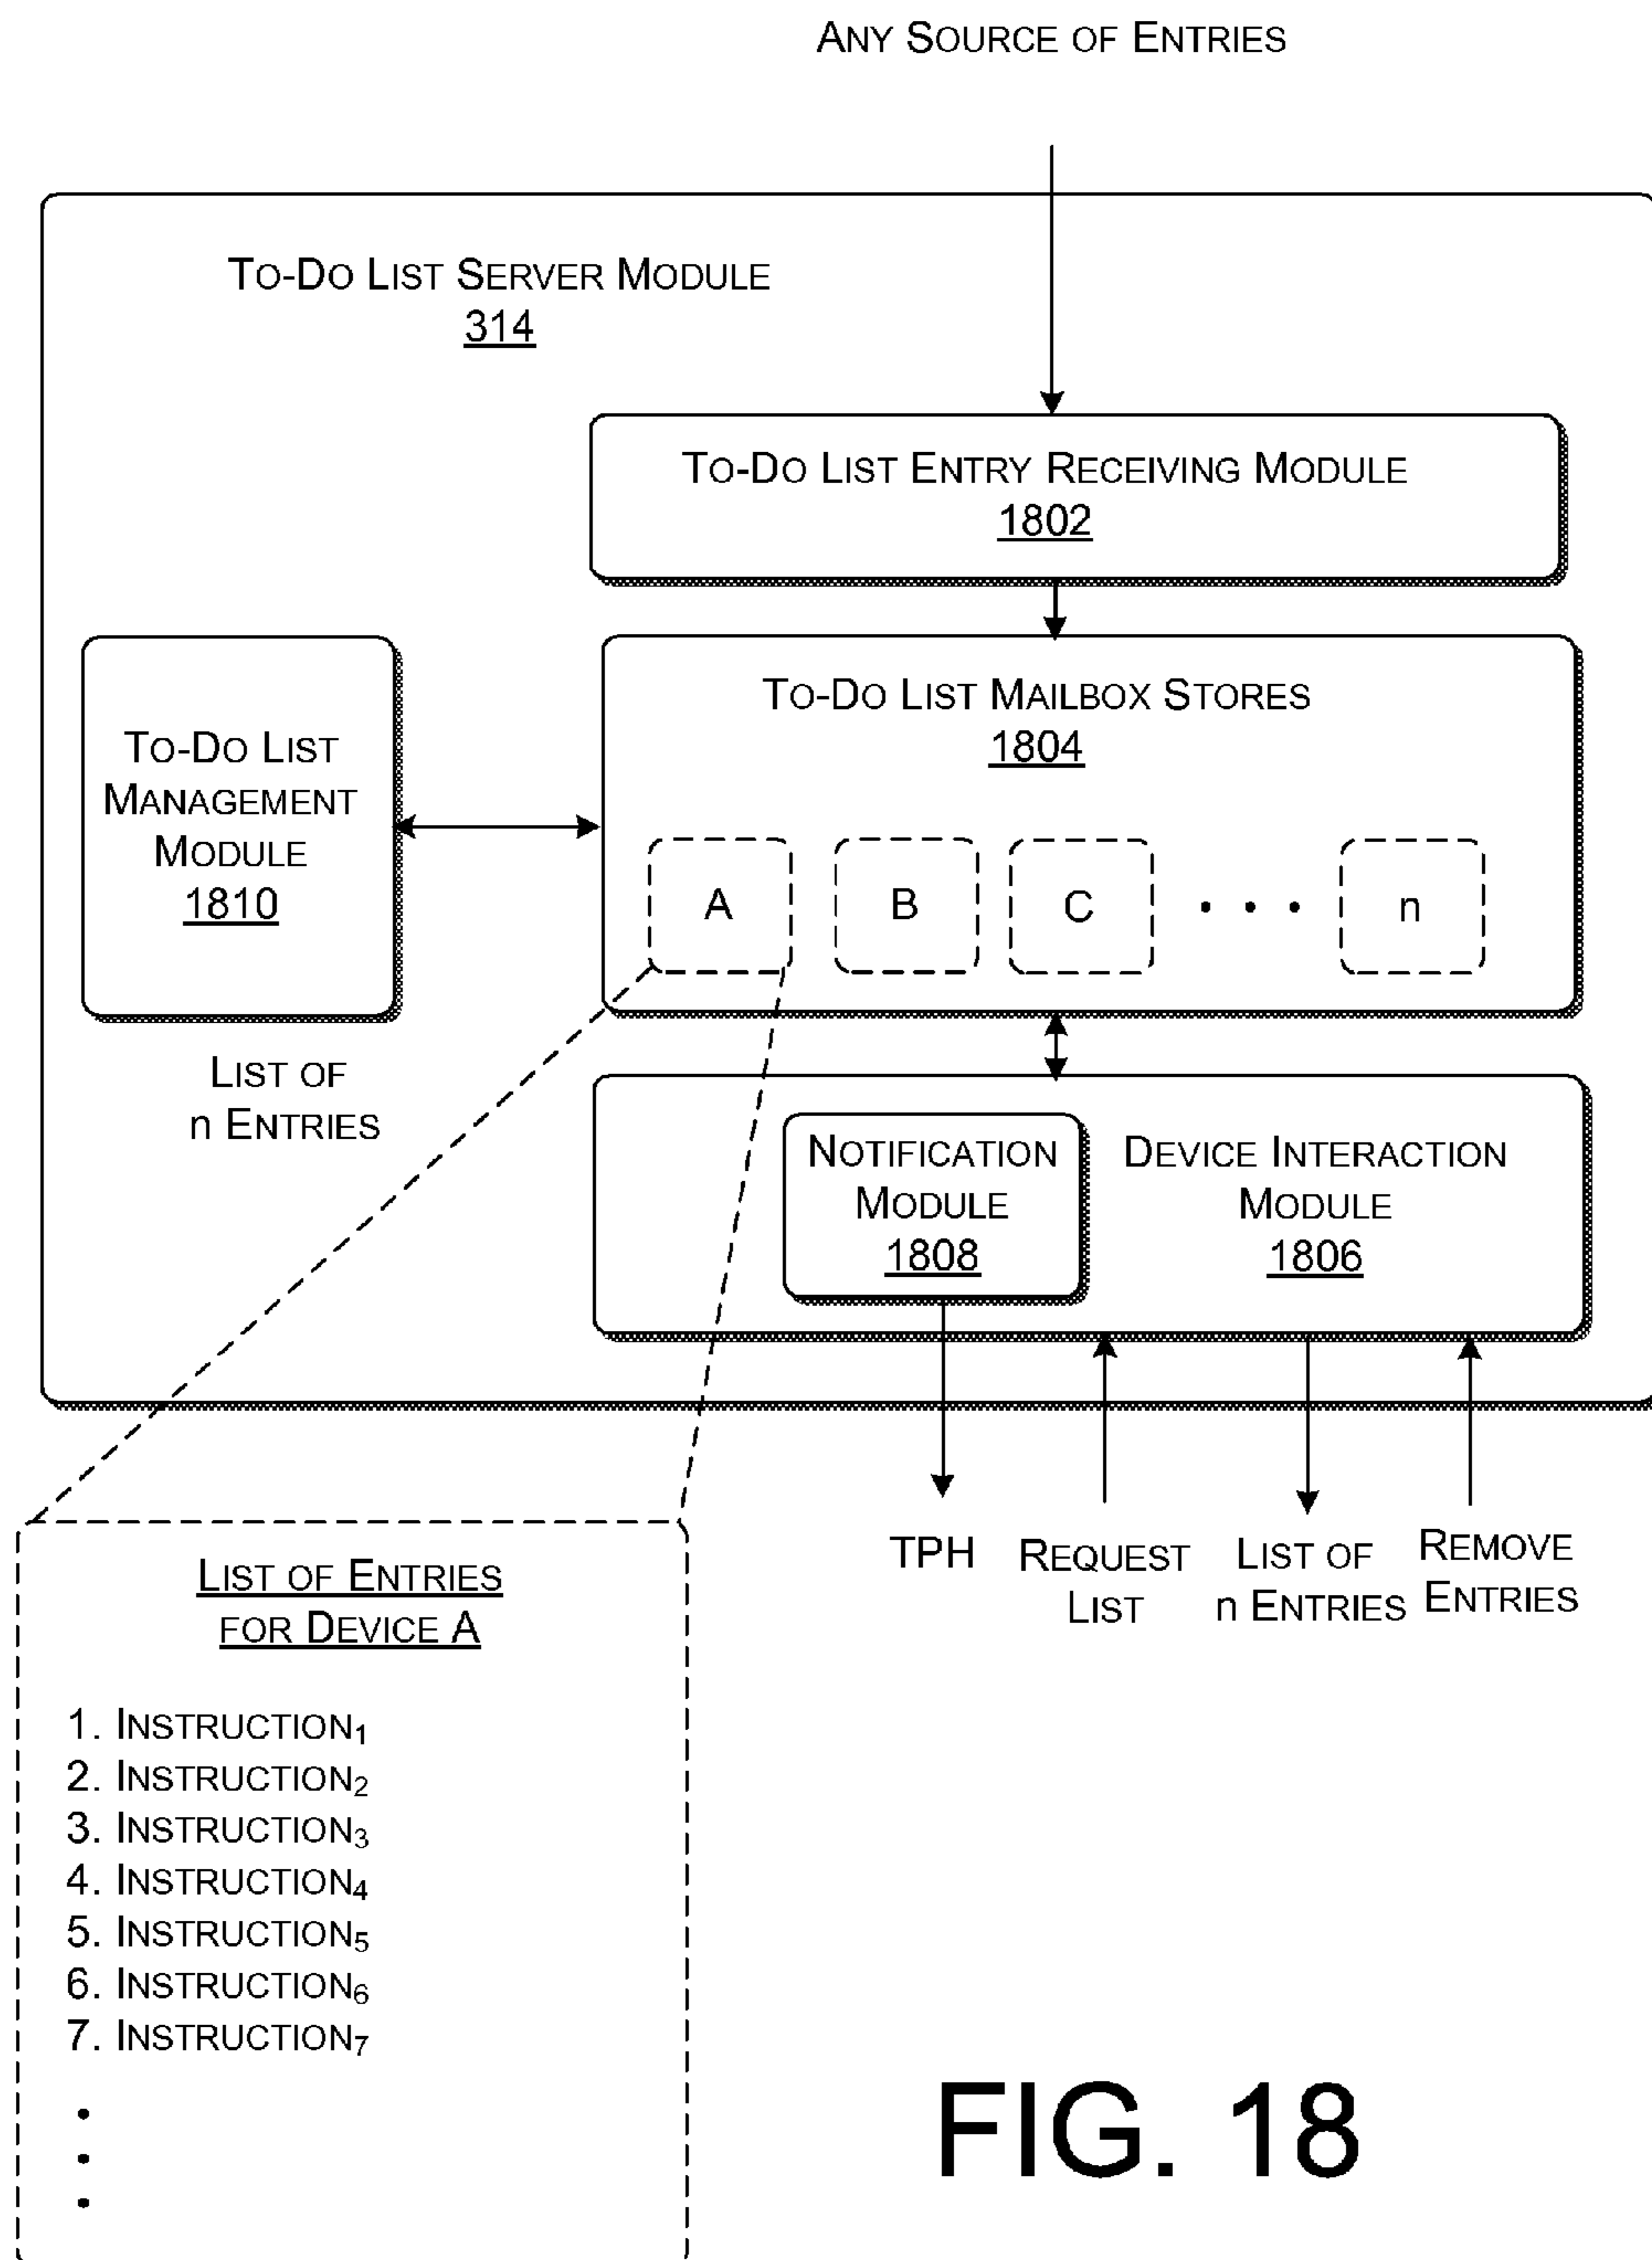 ANY SOURCE OF ENTRIES
TO-DO LIST SERVER MODULE
314
TO-DO LIST ENTRY RECEIVING MODULE
1802
TO-DO LIST
MANAGEMENT
MODULE
1810
TO-DO LIST MAILBOX STORES
1804
A
B
C
n
LIST OF
n ENTRIES
NOTIFICATION
MODULE
1808
DEVICE INTERACTION
MODULE
1806
TPH
REQUEST
LIST
LIST OF
n ENTRIES
REMOVE
ENTRIES
LIST OF ENTRIES
FOR DEVICE A
1. INSTRUCTION₁
2. INSTRUCTION₂
3. INSTRUCTION₃
4. INSTRUCTION₄
5. INSTRUCTION₅
6. INSTRUCTION₆
7. INSTRUCTION₇
FIG. 18